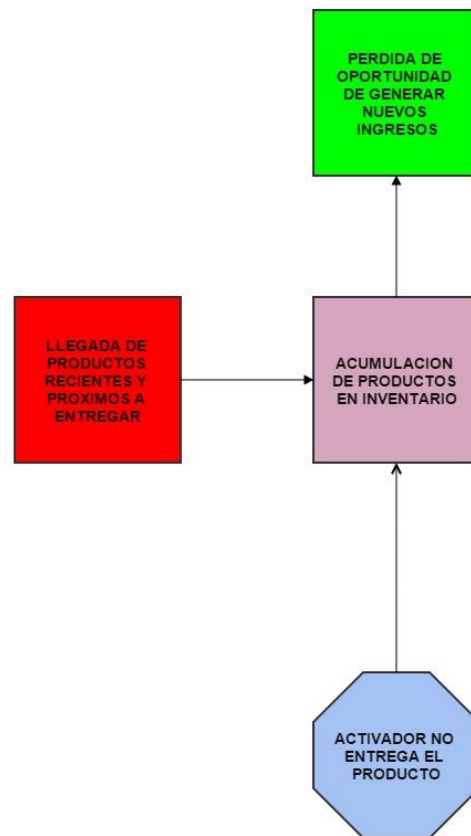 PERDIDA DE
OPORTUNIDAD
DE GENERAR
NUEVOS
INGRESOS
LLEGADA DE
PRODUCTOS
RECIENTES Y
PROXIMOS A
ENTREGAR
ACUMULACION
DE PRODUCTOS
EN INVENTARIO
ACTIVADOR NO
ENTREGA EL
PRODUCTO